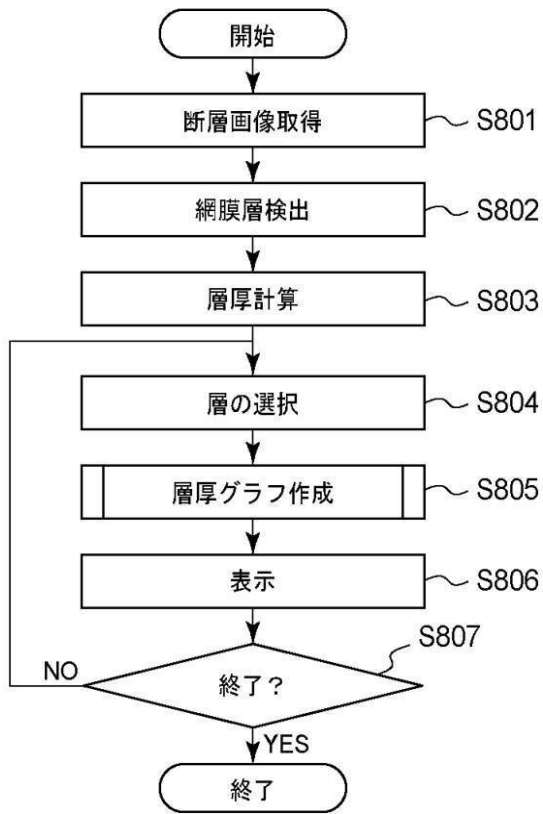 開始
断層画像取得
S801
網膜層検出
S802
層厚計算
S803
層の選択
S804
層厚グラフ作成
S805
表示
S806
S807
終了?
NO
YES
終了